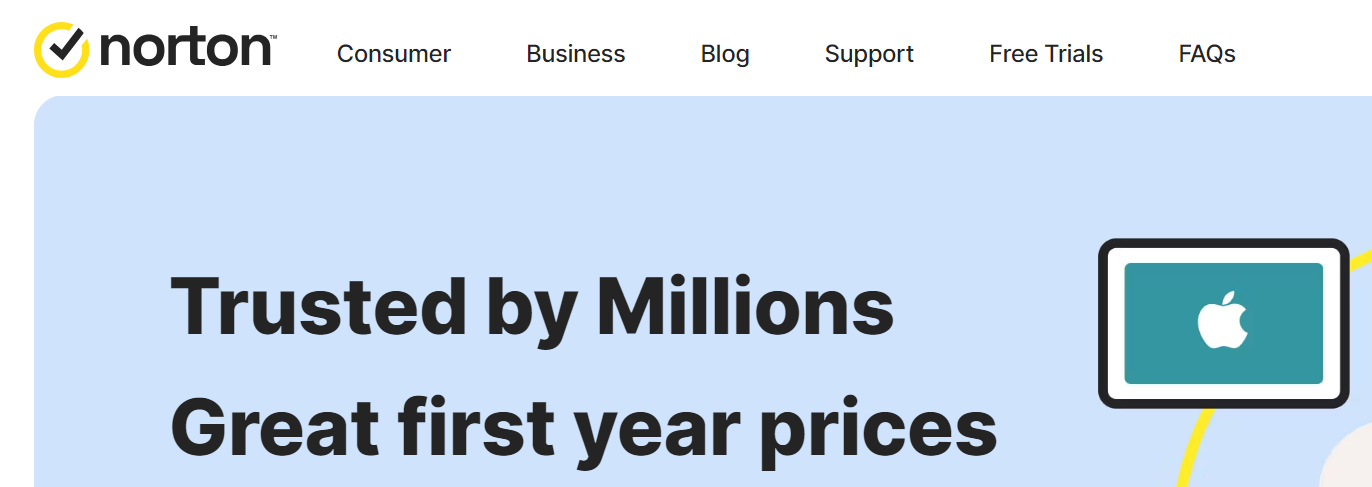 norton™
Consumer Business Blog Support Free Trials FAQs
Trusted by Millions
Great first year prices